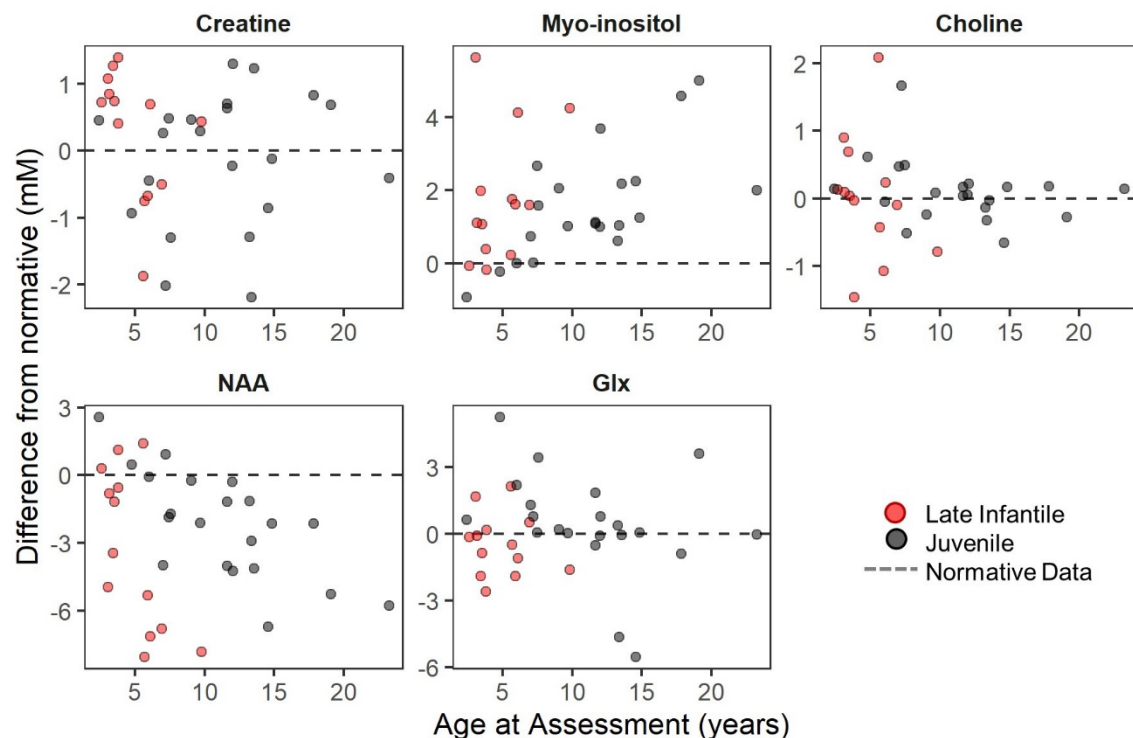 Creatine
Myo-inositol
Choline
Difference from normative (mM)
1
0
-1
-2
5 10 15 20
4
2
0
5 10 15 20
2
1
0
-1
5 10 15 20
NAA
Glx
3
0
-3
-6
5 10 15 20
3
0
-3
-6
5 10 15 20
Late Infantile
Juvenile
Normative Data
Age at Assessment (years)